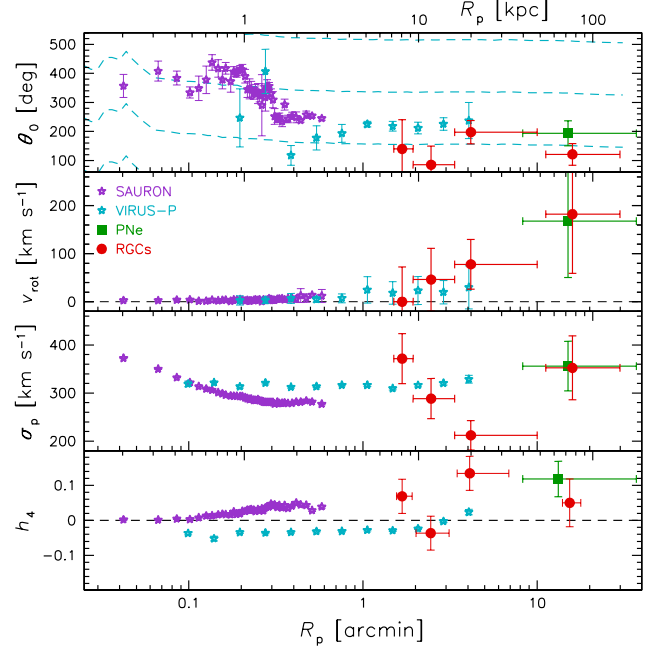 R_p [kpc]
1 10 100
θ_0 [deg]
500
400
300
200
100
SAURON
VIRUS-P
PNe
RGCs
v_rot [km s⁻¹]
200
100
0
σ_p [km s⁻¹]
400
300
200
h_4
0.1
0
-0.1
0.1 1 10
R_p [arcmin]